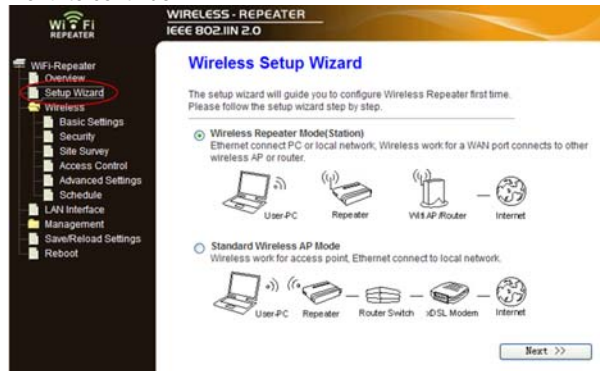 Wi Fi
REPEATER
WIRELESS - REPEATER
IEEE 802.11N 2.0
WiFi-Repeater
Overview
Setup Wizard
Wireless
Basic Settings
Security
Site Survey
Access Control
Advanced Settings
Schedule
LAN Interface
Management
Save/Reload Settings
Reboot
Wireless Setup Wizard
The setup wizard will guide you to configure Wireless Repeater first time.
Please follow the setup wizard step by step.
Wireless Repeater Mode(Station)
Ethernet connect PC or local network, Wireless work for a WAN port connects to other
wireless AP or router.
User-PC Repeater Wifi AP /Router Internet
Standard Wireless AP Mode
Wireless work for access point, Ethernet connect to local network.
User-PC Repeater Router Switch xDSL Modem Internet
Next >>